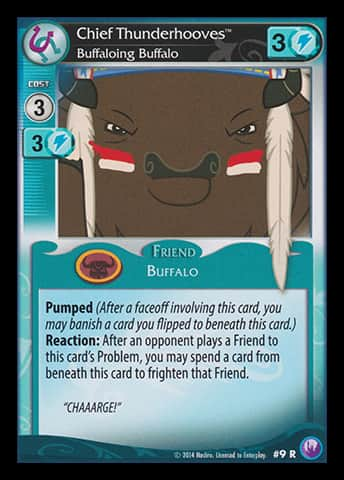 Chief Thunderhooves™
Buffaloing Buffalo
3
COST
3
3
FRIEND
BUFFALO
Pumped (After a faceoff involving this card, you
may banish a card you flipped to beneath this card.)
Reaction: After an opponent plays a Friend to
this card's Problem, you may spend a card from
beneath this card to frighten that Friend.
"CHAAARGE!"
© 2014 Hasbro. Licensed to Enterplay.
#9 R